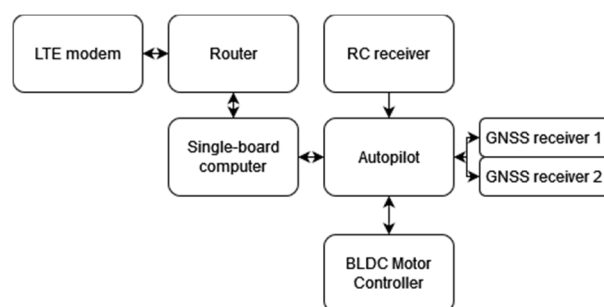 LTE modem
Router
RC receiver
Single-board
computer
Autopilot
GNSS receiver 1
GNSS receiver 2
BLDC Motor
Controller